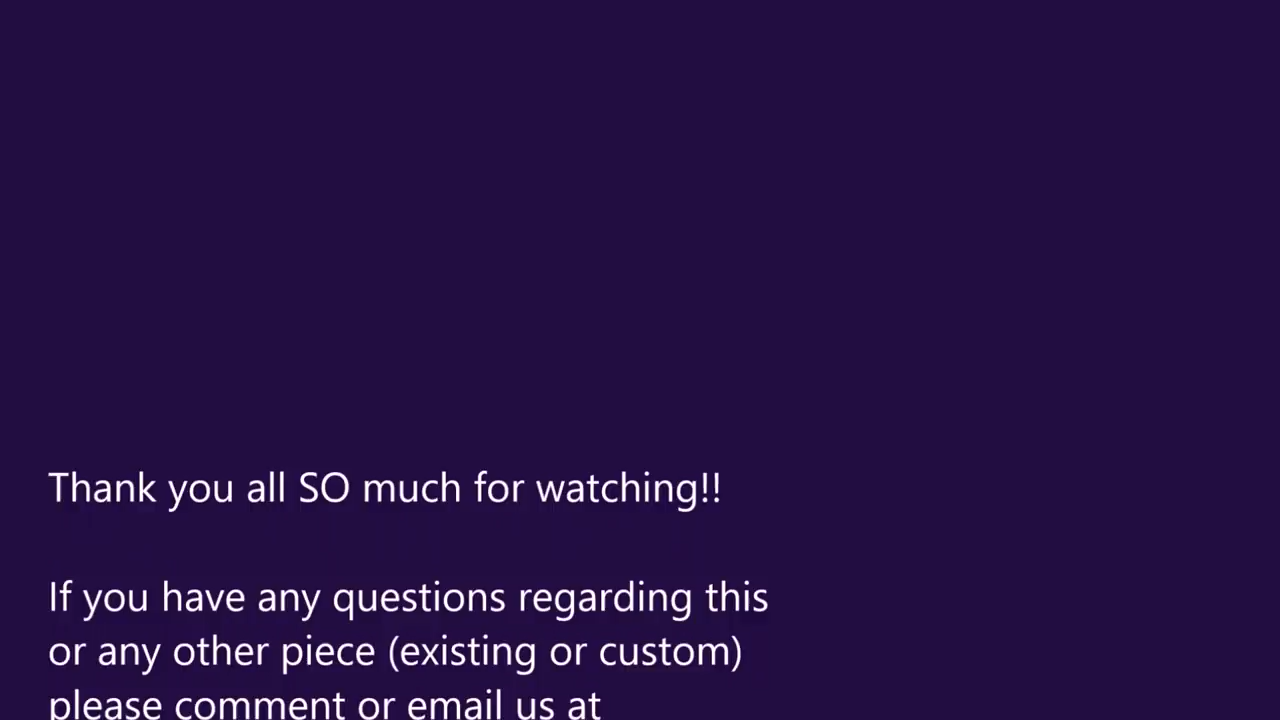 Thank you all SO much for watching!!
If you have any questions regarding this
or any other piece (existing or custom)
please comment or email us at